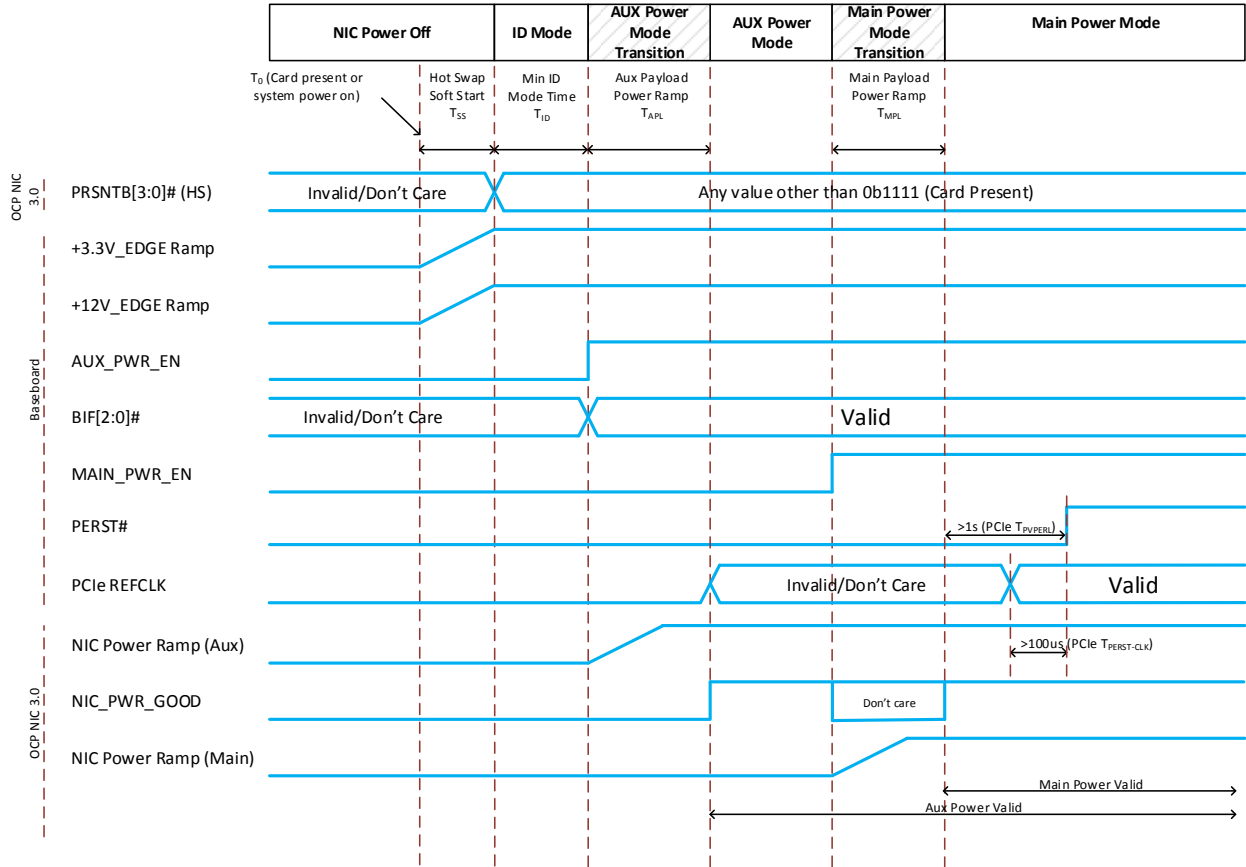 NIC Power Off
ID Mode
AUX Power
Mode
Transition
AUX Power
Mode
Main Power
Mode
Transition
Main Power Mode
T0 (Card present or
system power on)
Hot Swap
Soft Start
TSS
Min ID
Mode Time
TID
Aux Payload
Power Ramp
TAPL
Main Payload
Power Ramp
TMPL
OCP NIC
3.0
PRSNTB[3:0]# (HS)
Invalid/Don't Care
Any value other than 0b1111 (Card Present)
Baseboard
+3.3V_EDGE Ramp
+12V_EDGE Ramp
AUX_PWR_EN
BIF[2:0]#
Invalid/Don't Care
Valid
MAIN_PWR_EN
PERST#
>1s (PCIe TPVPERL)
PCIe REFCLK
Invalid/Don't Care
Valid
OCP NIC 3.0
NIC Power Ramp (Aux)
>100us (PCIe TPERST-CLK)
NIC_PWR_GOOD
Don't care
NIC Power Ramp (Main)
Main Power Valid
Aux Power Valid